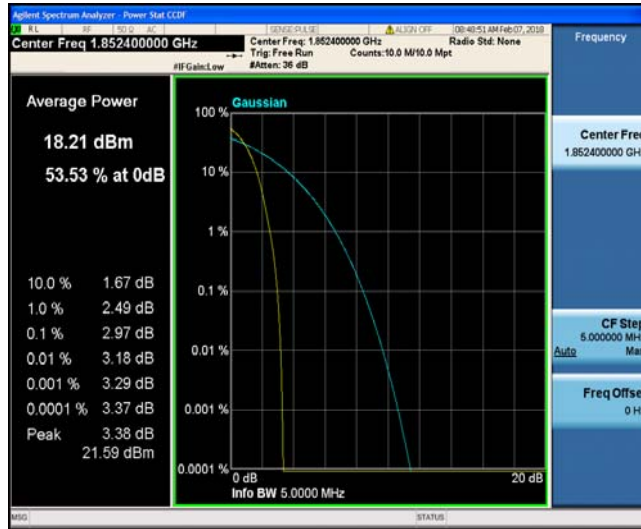 Agilent Spectrum Analyzer - Power Stat CCDF
RL RF 50 Ω AC SENSE:PULSE ALIGN OFF 08:48:51 AM Feb 07, 2018
Center Freq 1.852400000 GHz
Center Freq: 1.852400000 GHz Radio Std: None
Trig: Free Run Counts:10.0 M/10.0 Mpt
#IFGain:Low #Atten: 36 dB
Frequency
Average Power
18.21 dBm
53.53 % at 0dB
10.0 % 1.67 dB
1.0 % 2.49 dB
0.1 % 2.97 dB
0.01 % 3.18 dB
0.001 % 3.29 dB
0.0001 % 3.37 dB
Peak 3.38 dB
21.59 dBm
Gaussian
100 %
10 %
1 %
0.1 %
0.01 %
0.001 %
0.0001 %
0 dB 20 dB
Info BW 5.0000 MHz
Center Fre
1.852400000 GH
CF Ste
5.000000 MH
Auto Ma
Freq Offse
0 H
MSG STATUS